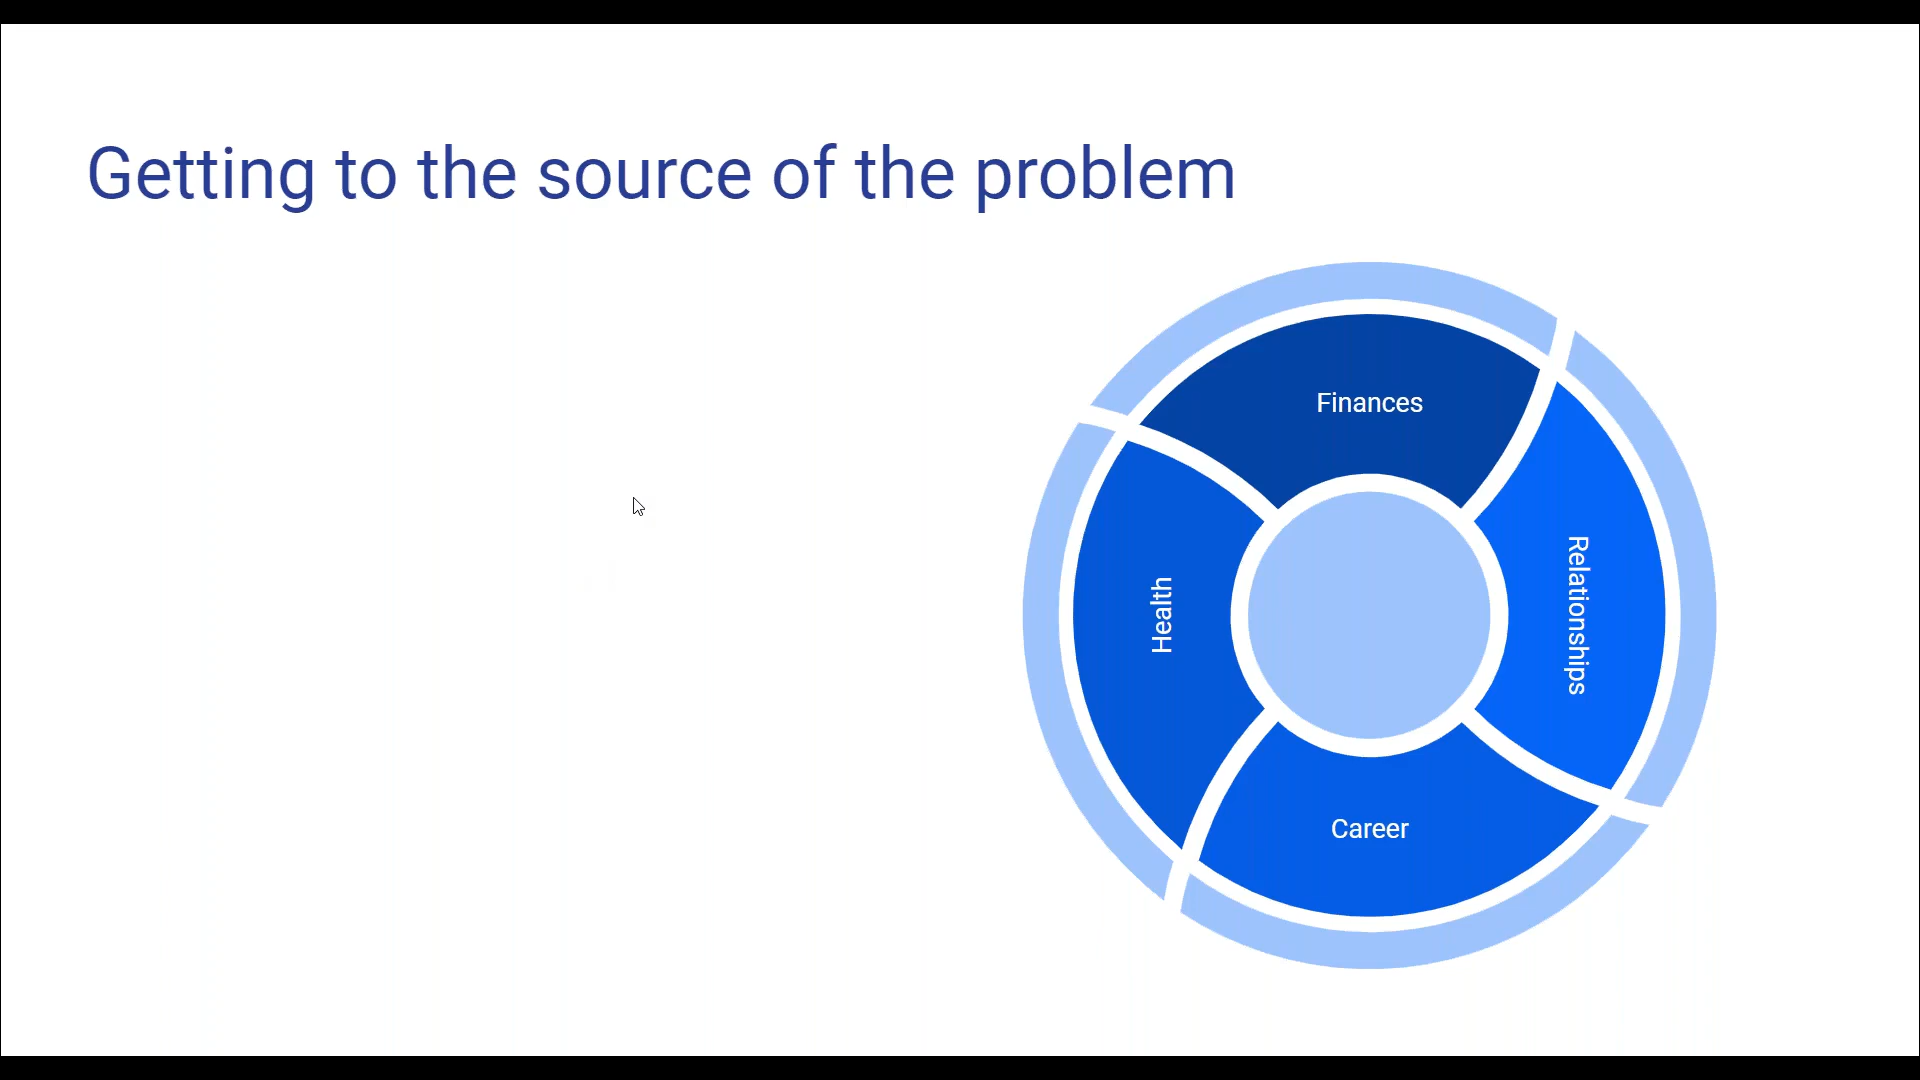 Getting to the source of the problem
Finances
Relationships
Health
Career